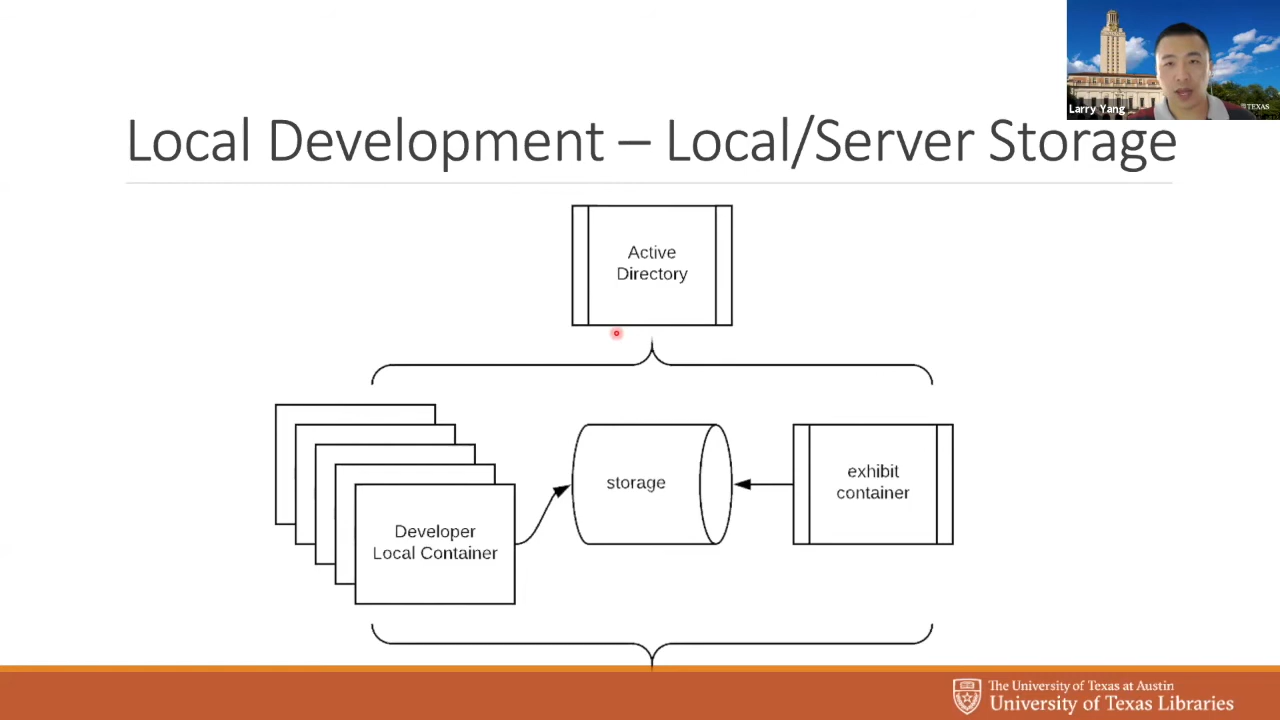 Larry Yang
TEXAS
Local Development – Local/Server Storage
Active
Directory
storage
exhibit
container
Developer
Local Container
The University of Texas at Austin
University of Texas Libraries